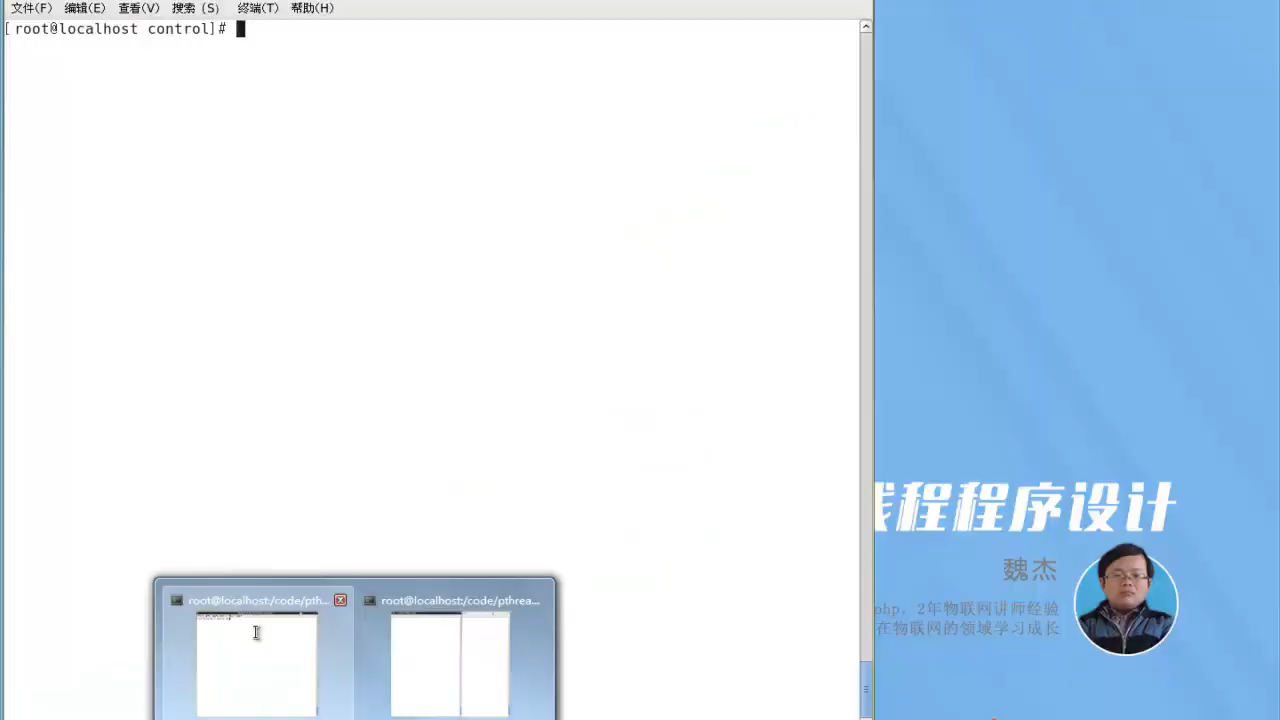 文件(F) 编辑(E) 查看(V) 搜索 (S) 终端(T) 帮助(H)
[root@localhost control]#
程程序设计
魏杰
php，2年物联网讲师经验
在物联网的领域学习成长
root@localhost:/code/pth...
root@localhost:/code/pthrea...